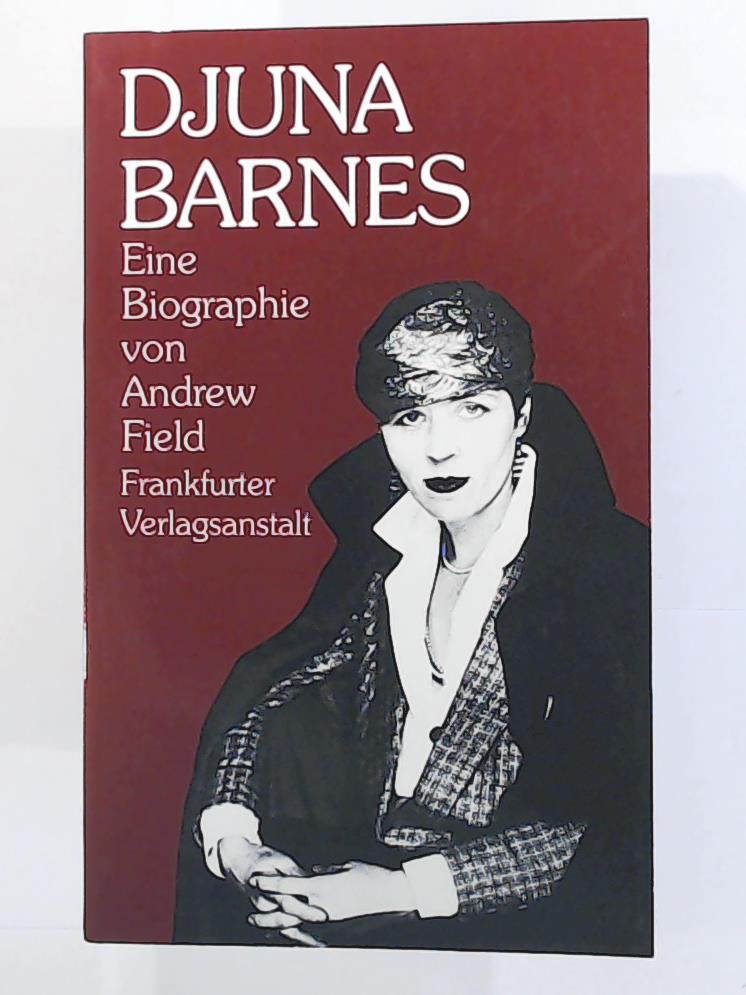 DJUNA
BARNES
Eine
Biographie
von
Andrew
Field
Frankfurter
Verlagsanstalt